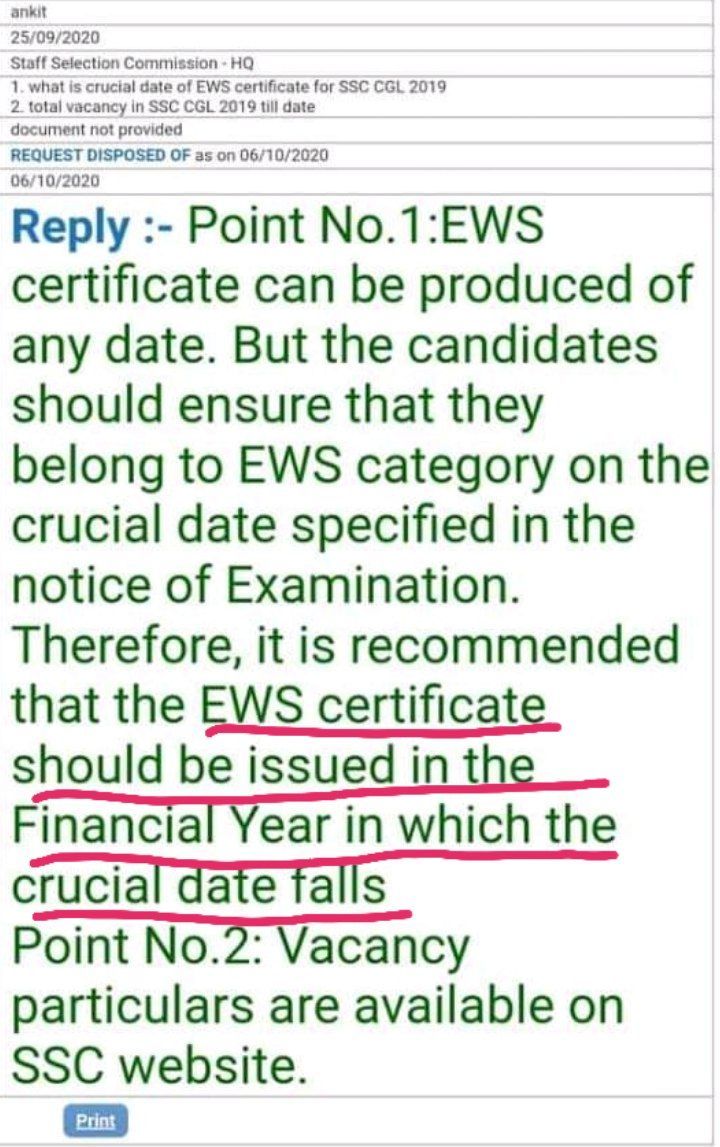 ankit
25/09/2020
Staff Selection Commission - HQ
1. what is crucial date of EWS certificate for SSC CGL 2019
2. total vacancy in SSC CGL 2019 till date
document not provided
REQUEST DISPOSED OF as on 06/10/2020
06/10/2020
Reply :- Point No.1:EWS
certificate can be produced of
any date. But the candidates
should ensure that they
belong to EWS category on the
crucial date specified in the
notice of Examination.
Therefore, it is recommended
that the EWS certificate
should be issued in the
Financial Year in which the
crucial date falls
Point No.2: Vacancy
particulars are available on
SSC website.
Print